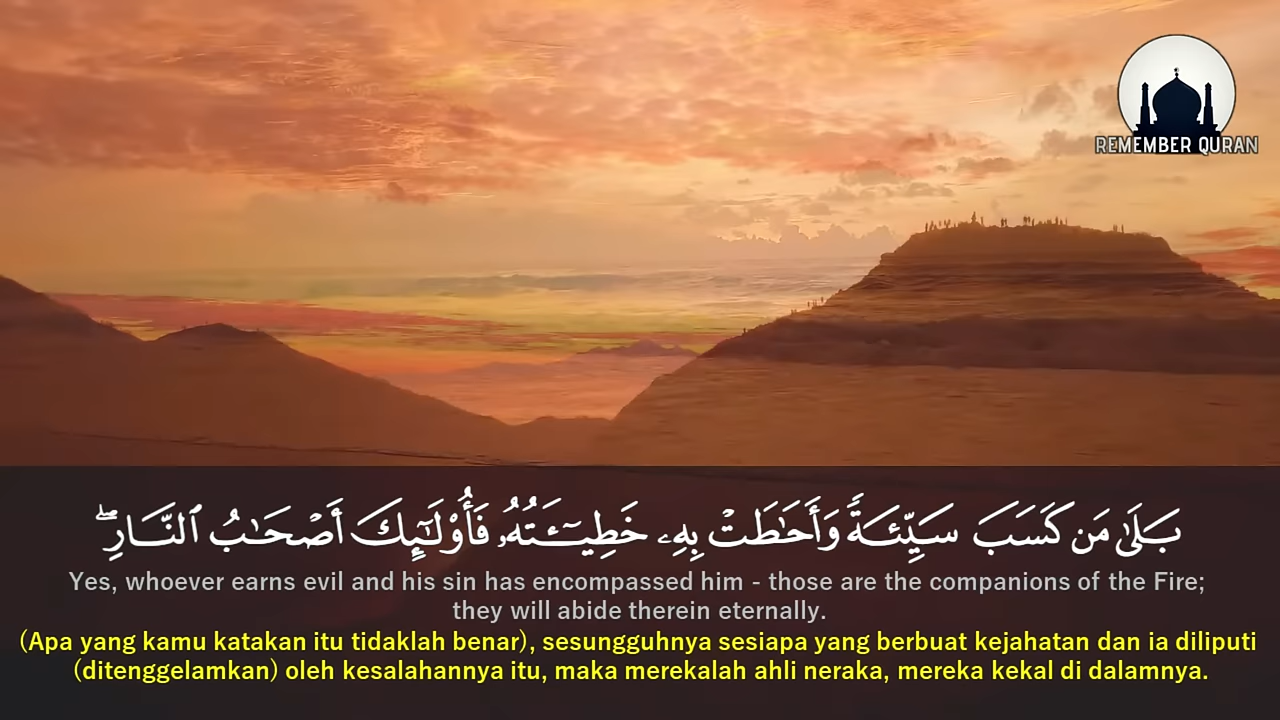 REMEMBER QURAN
بَلَىٰ مَن كَسَبَ سَيِّئَةً وَأَحَٰطَتْ بِهِۦ خَطِيٓـَٔتُهُۥ فَأُو۟لَٰٓئِكَ أَصْحَٰبُ ٱلنَّارِ ۖ
Yes, whoever earns evil and his sin has encompassed him - those are the companions of the Fire;
they will abide therein eternally.
(Apa yang kamu katakan itu tidaklah benar), sesungguhnya sesiapa yang berbuat kejahatan dan ia diliputi
(ditenggelamkan) oleh kesalahannya itu, maka merekalah ahli neraka, mereka kekal di dalamnya.